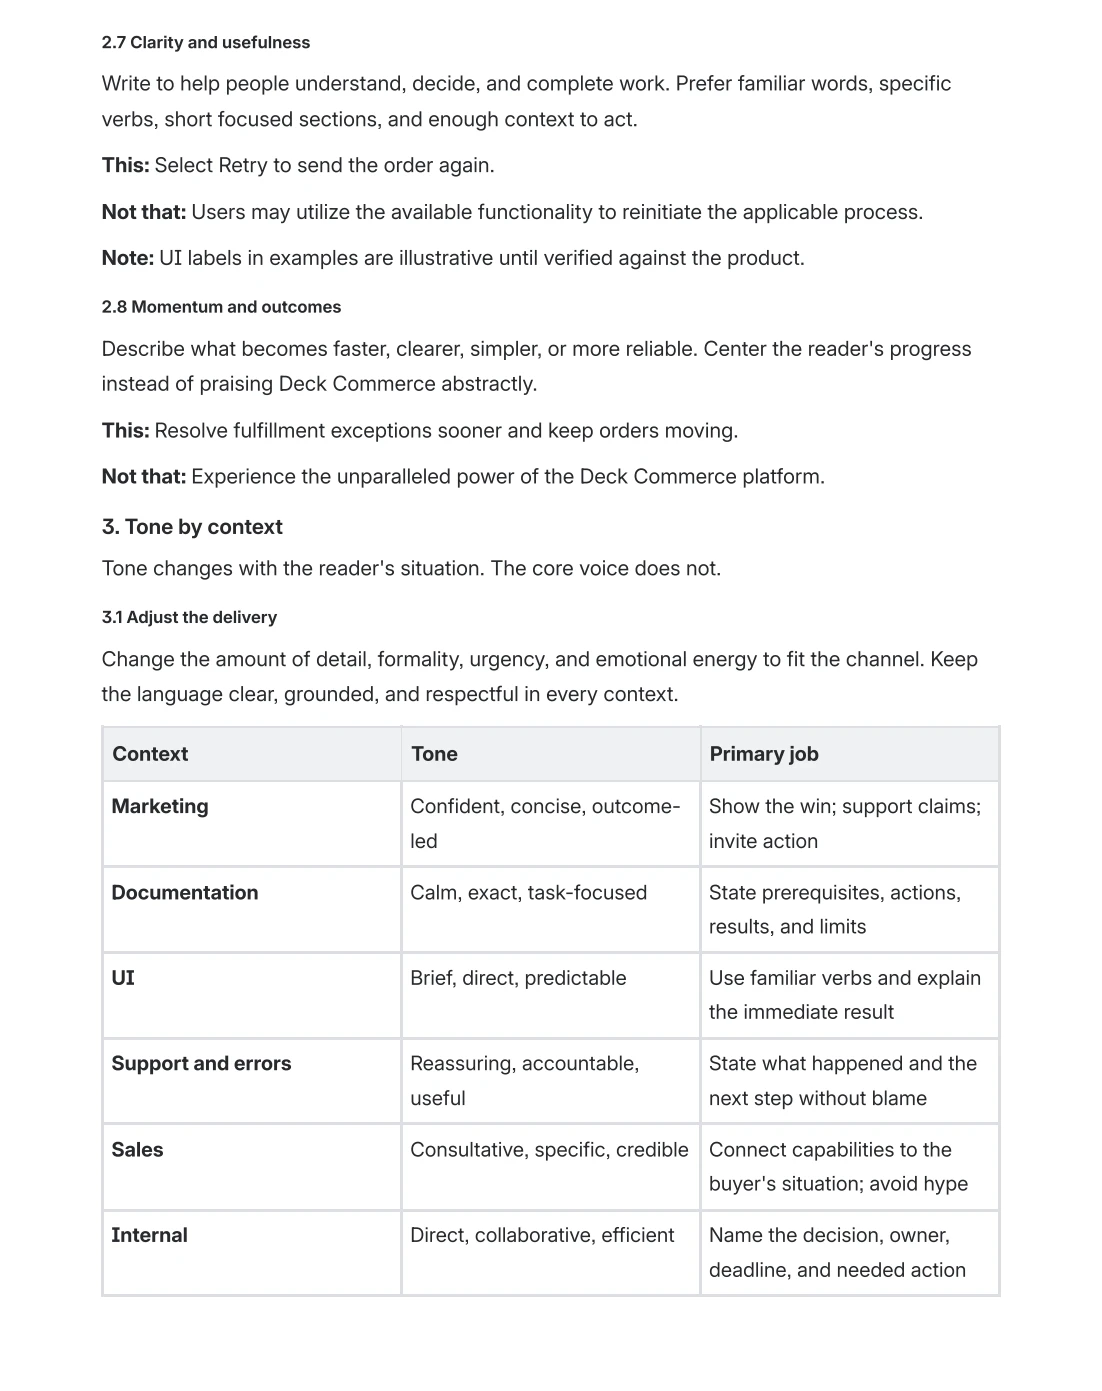 2.7 Clarity and usefulness
Write to help people understand, decide, and complete work. Prefer familiar words, specific
verbs, short focused sections, and enough context to act.
This: Select Retry to send the order again.
Not that: Users may utilize the available functionality to reinitiate the applicable process.
Note: UI labels in examples are illustrative until verified against the product.
2.8 Momentum and outcomes
Describe what becomes faster, clearer, simpler, or more reliable. Center the reader's progress
instead of praising Deck Commerce abstractly.
This: Resolve fulfillment exceptions sooner and keep orders moving.
Not that: Experience the unparalleled power of the Deck Commerce platform.
3. Tone by context
Tone changes with the reader's situation. The core voice does not.
3.1 Adjust the delivery
Change the amount of detail, formality, urgency, and emotional energy to fit the channel. Keep
the language clear, grounded, and respectful in every context.
Context Tone Primary job
Marketing Confident, concise, outcome- Show the win; support claims;
led invite action
Documentation Calm, exact, task-focused State prerequisites, actions,
results, and limits
UI Brief, direct, predictable Use familiar verbs and explain
the immediate result
Support and errors Reassuring, accountable, State what happened and the
useful next step without blame
Sales Consultative, specific, credible Connect capabilities to the
buyer's situation; avoid hype
Internal Direct, collaborative, efficient Name the decision, owner,
deadline, and needed action